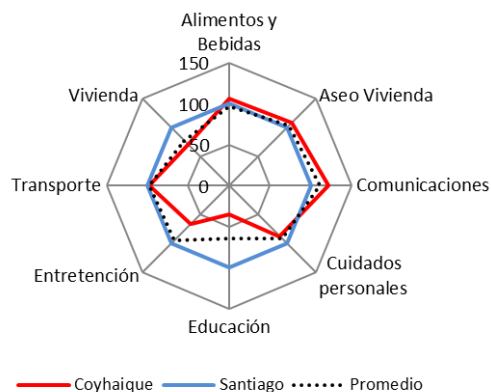 Alimentos y
Bebidas
150
Vivienda
Aseo Vivienda
100
50
Transporte
0
Comunicaciones
Entretención
Cuidados
personales
Educación
Coyhaique
Santiago
Promedio